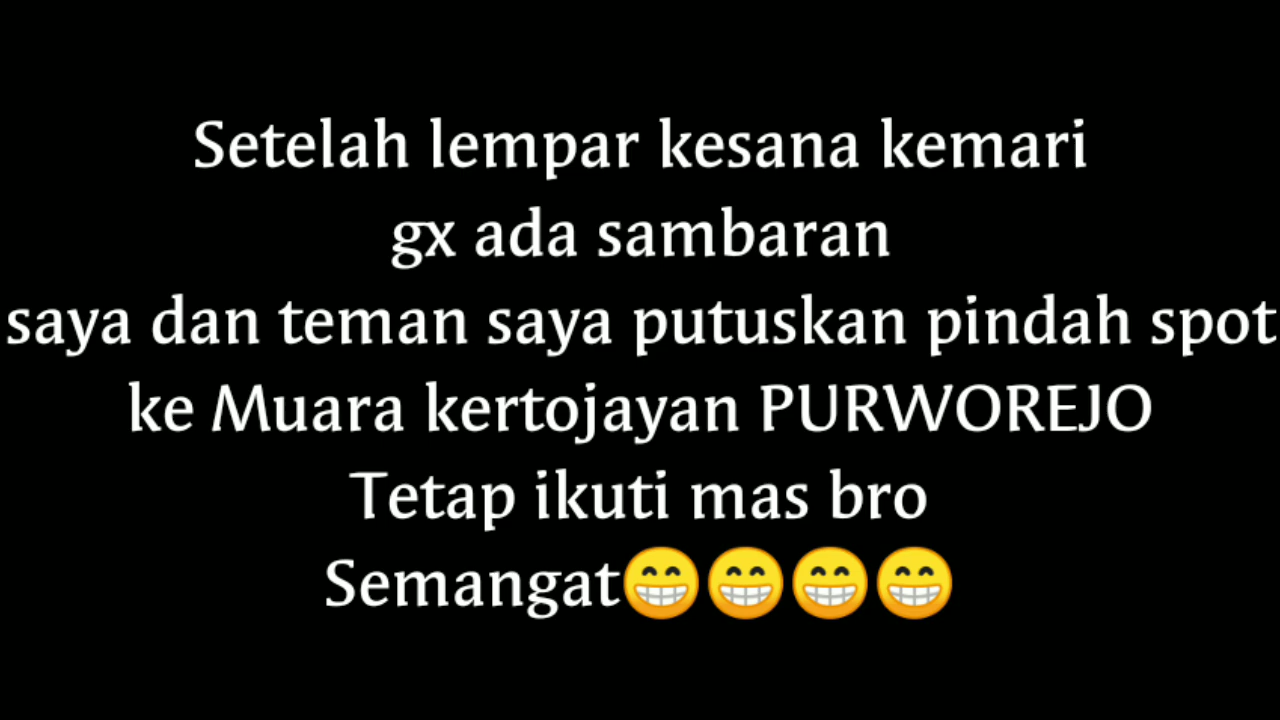 Setelah lempar kesana kemari
gx ada sambaran
saya dan teman saya putuskan pindah spot
ke Muara kertojayan PURWOREJO
Tetap ikuti mas bro
Semangat😁😁😁😁